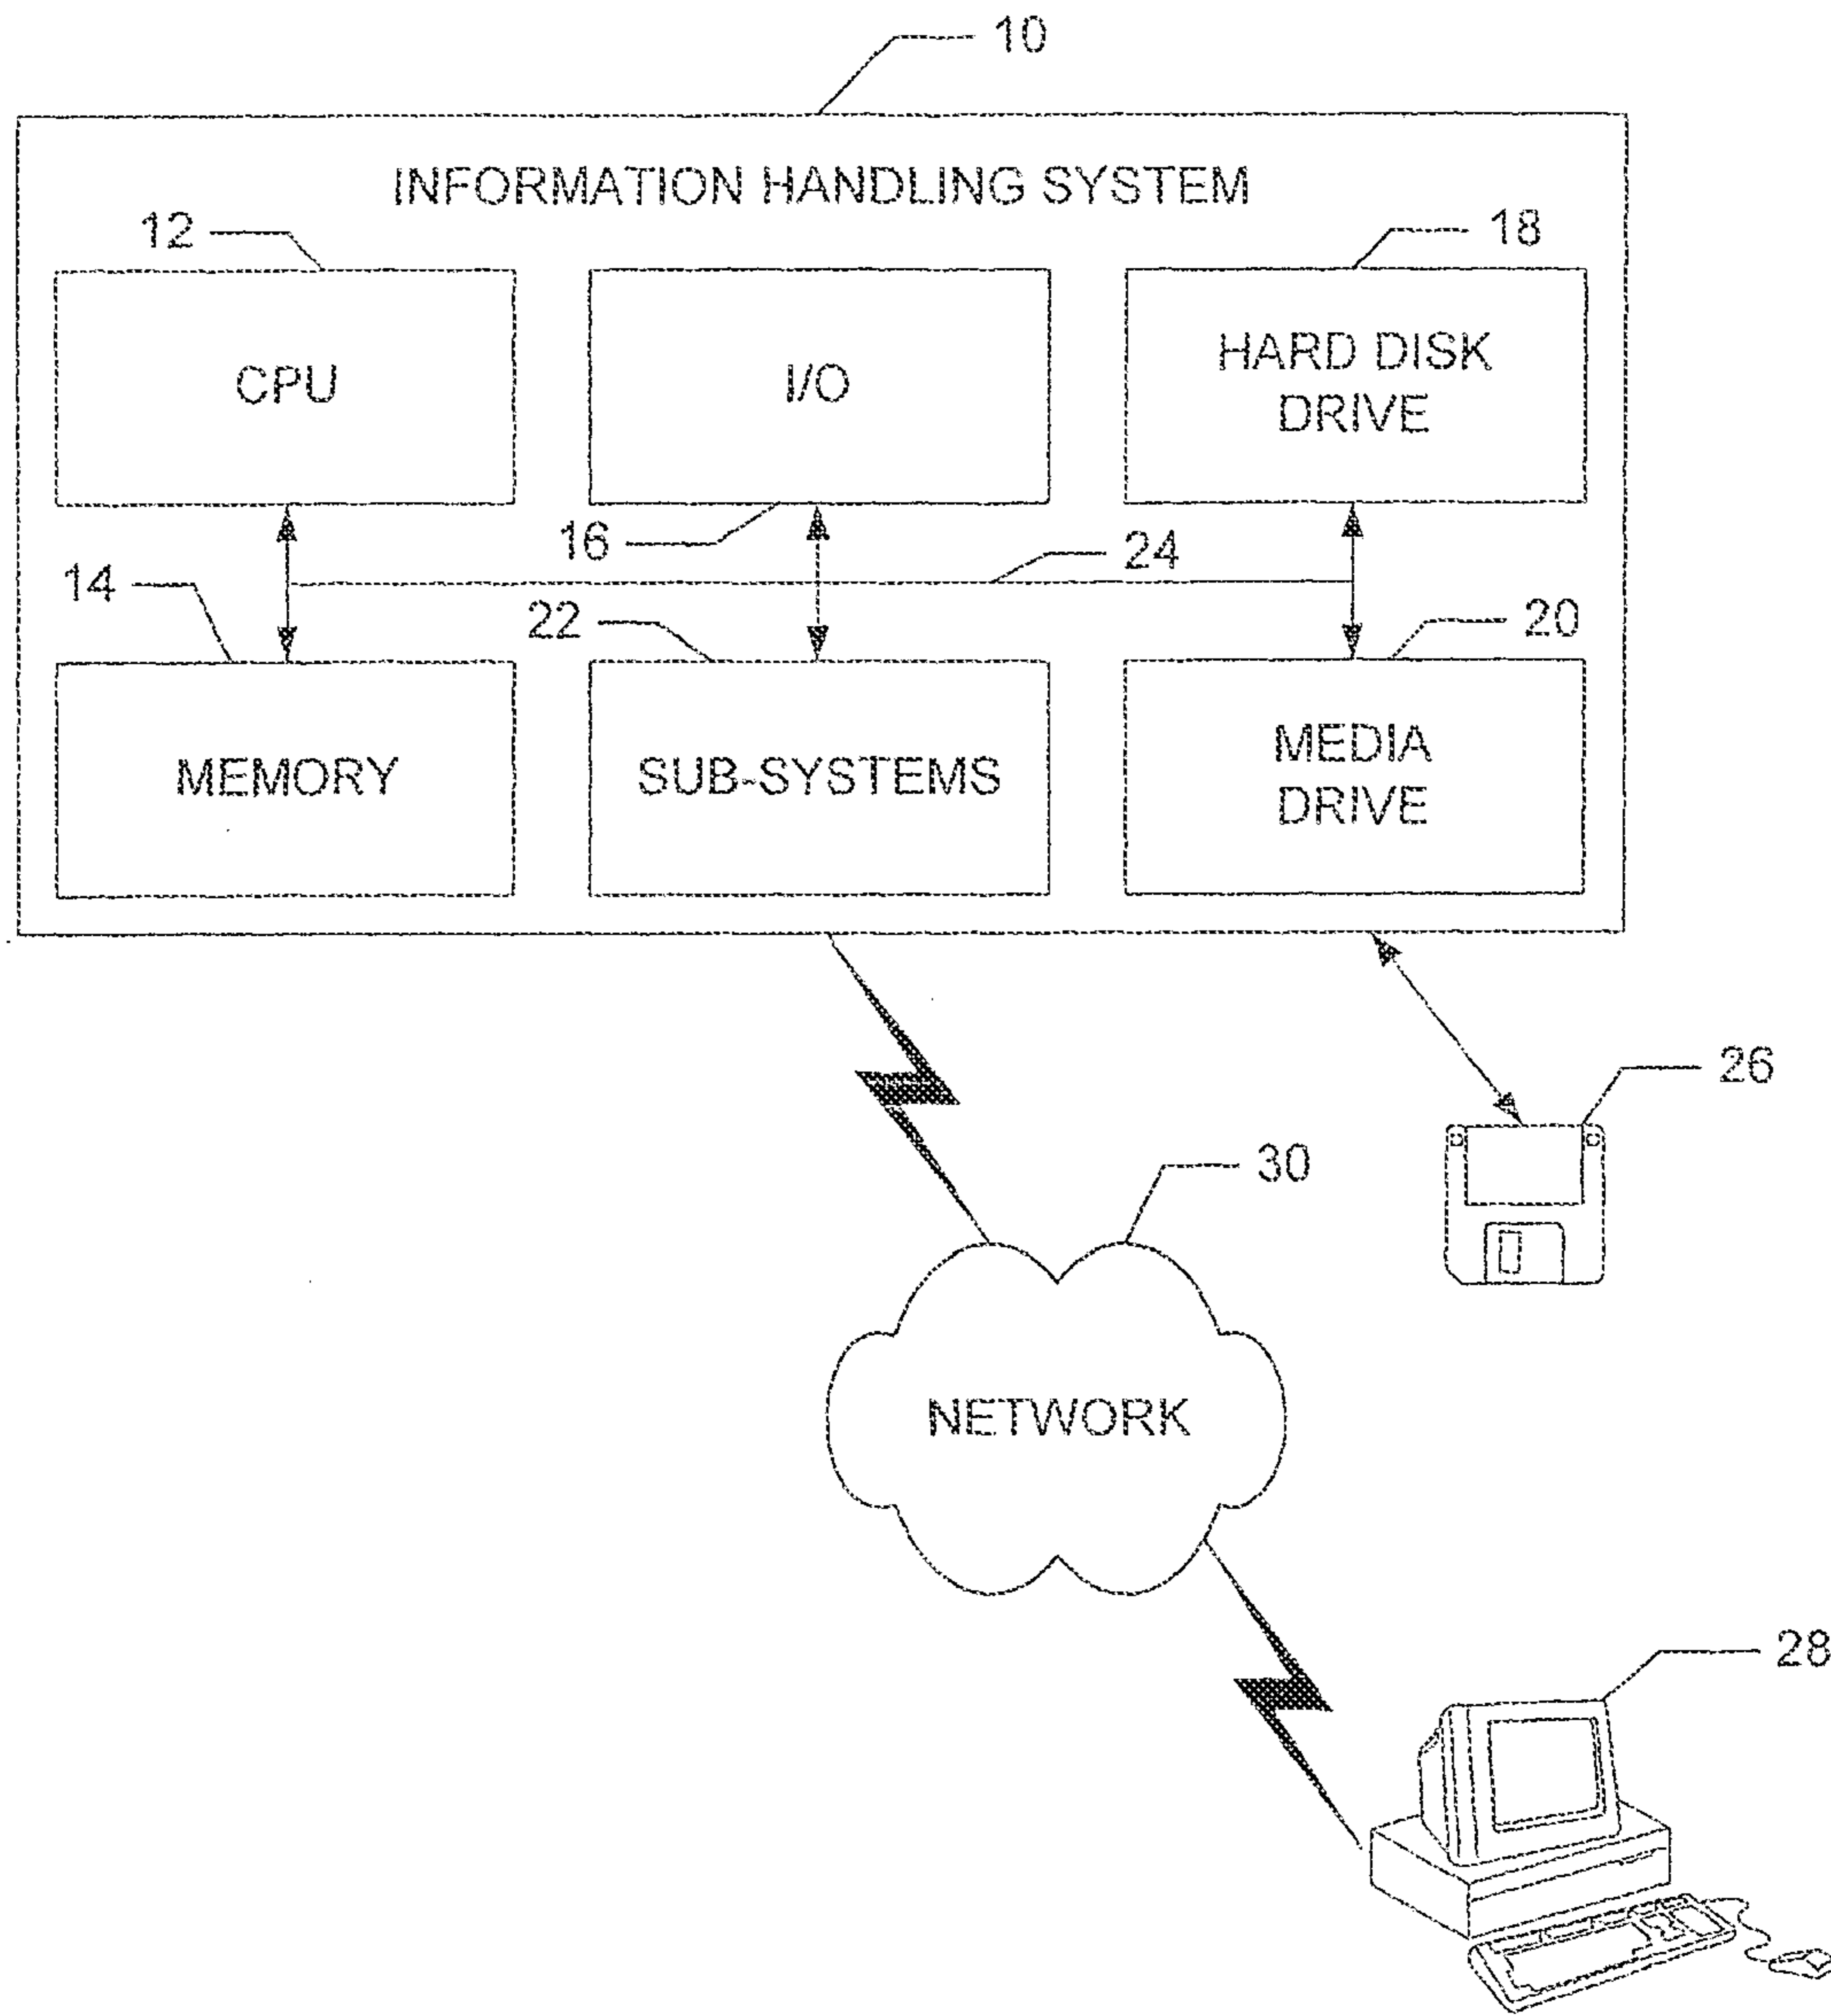 10
INFORMATION HANDLING SYSTEM
12
18
CPU
I/O
HARD DISK
DRIVE
16
24
14
22
20
MEMORY
SUB-SYSTEMS
MEDIA
DRIVE
26
30
NETWORK
28